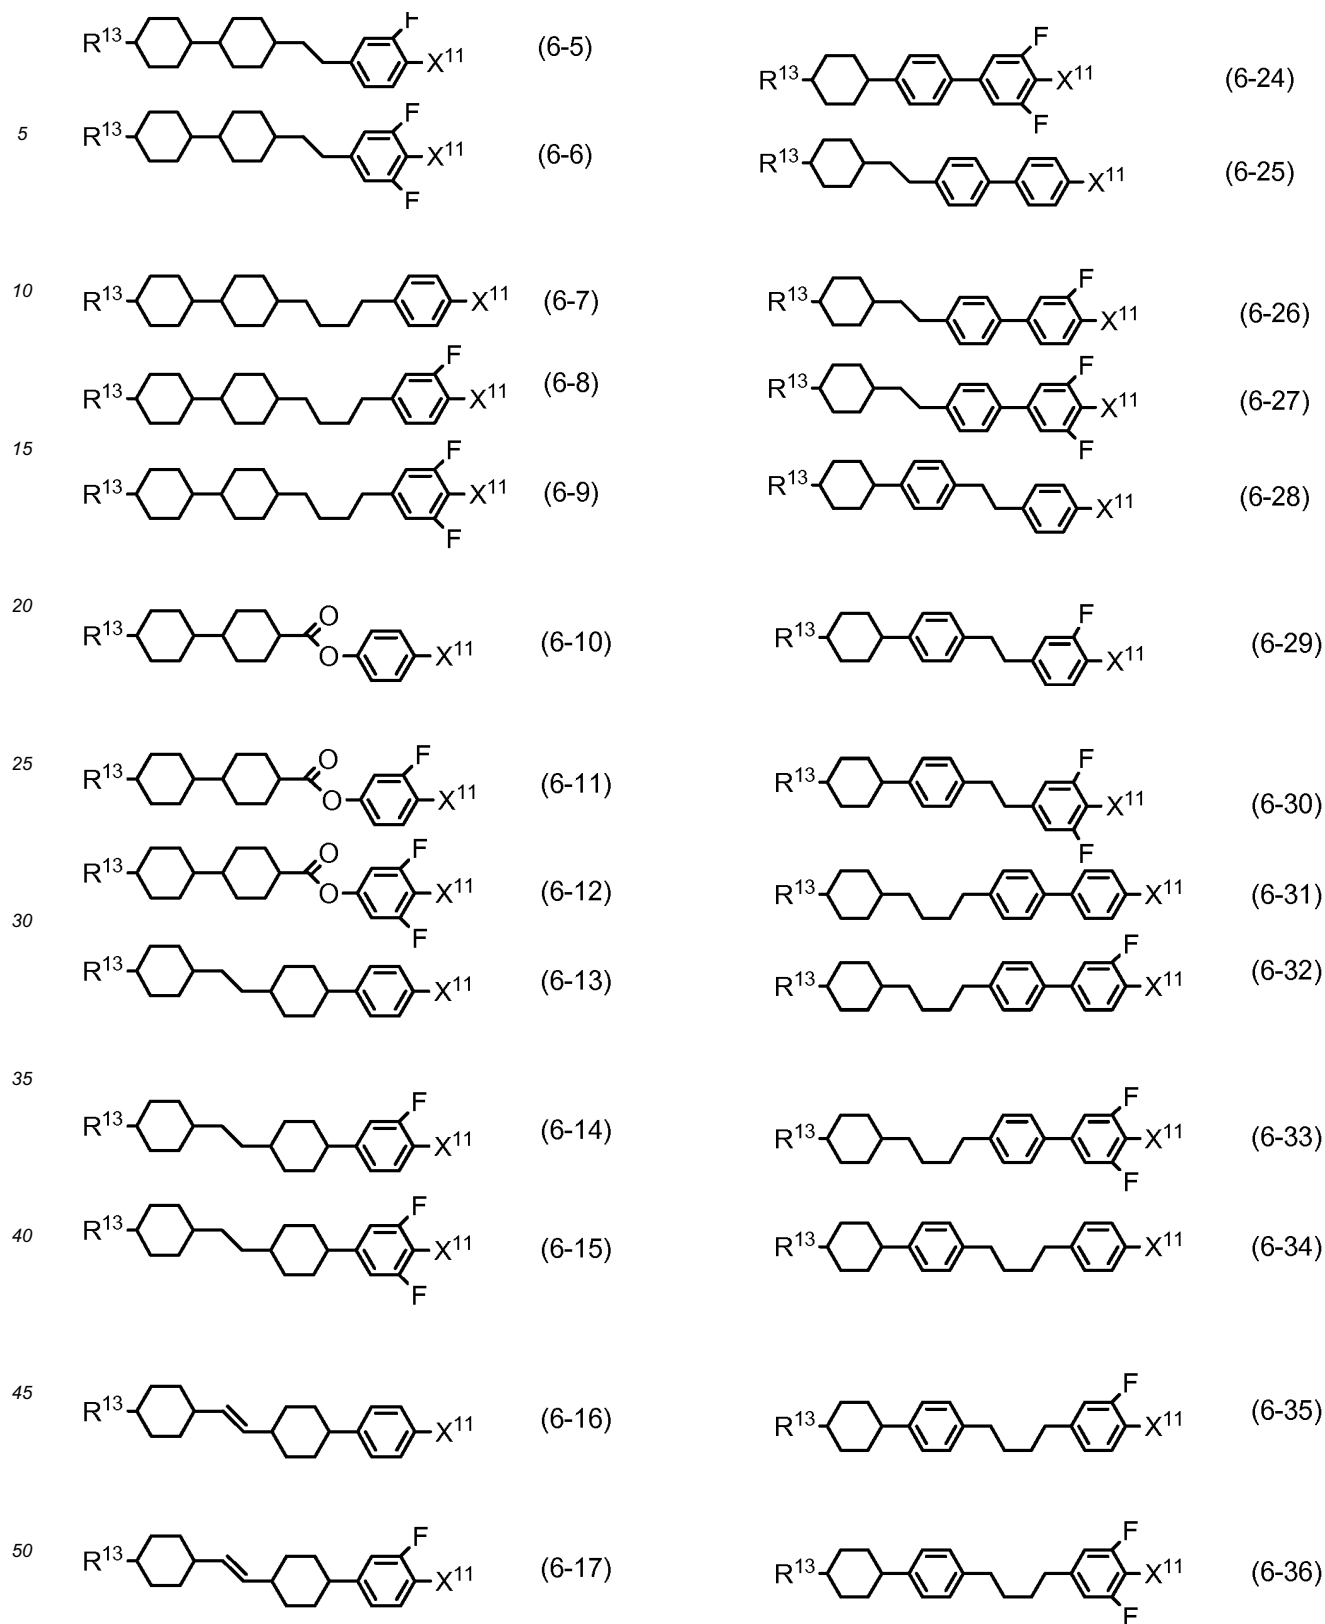 F
R13 X11 (6-5)
F
5 R13 X11 (6-6)
F
10 R13 X11 (6-7)
F
R13 X11 (6-8)
15 F
R13 X11 (6-9)
F
20 O
R13 O X11 (6-10)
25 O F
R13 O X11 (6-11)
O F
R13 O X11 (6-12)
30 F
R13 X11 (6-13)
35 F
R13 X11 (6-14)
F
40 R13 X11 (6-15)
F
45 R13 X11 (6-16)
F
50 R13 X11 (6-17)
F
R13 X11 (6-24)
F
R13 X11 (6-25)
F
R13 X11 (6-26)
F
R13 X11 (6-27)
F
R13 X11 (6-28)
F
R13 X11 (6-29)
F
R13 X11 (6-30)
F
R13 X11 (6-31)
F
R13 X11 (6-32)
F
R13 X11 (6-33)
F
R13 X11 (6-34)
F
R13 X11 (6-35)
F
R13 X11 (6-36)
F